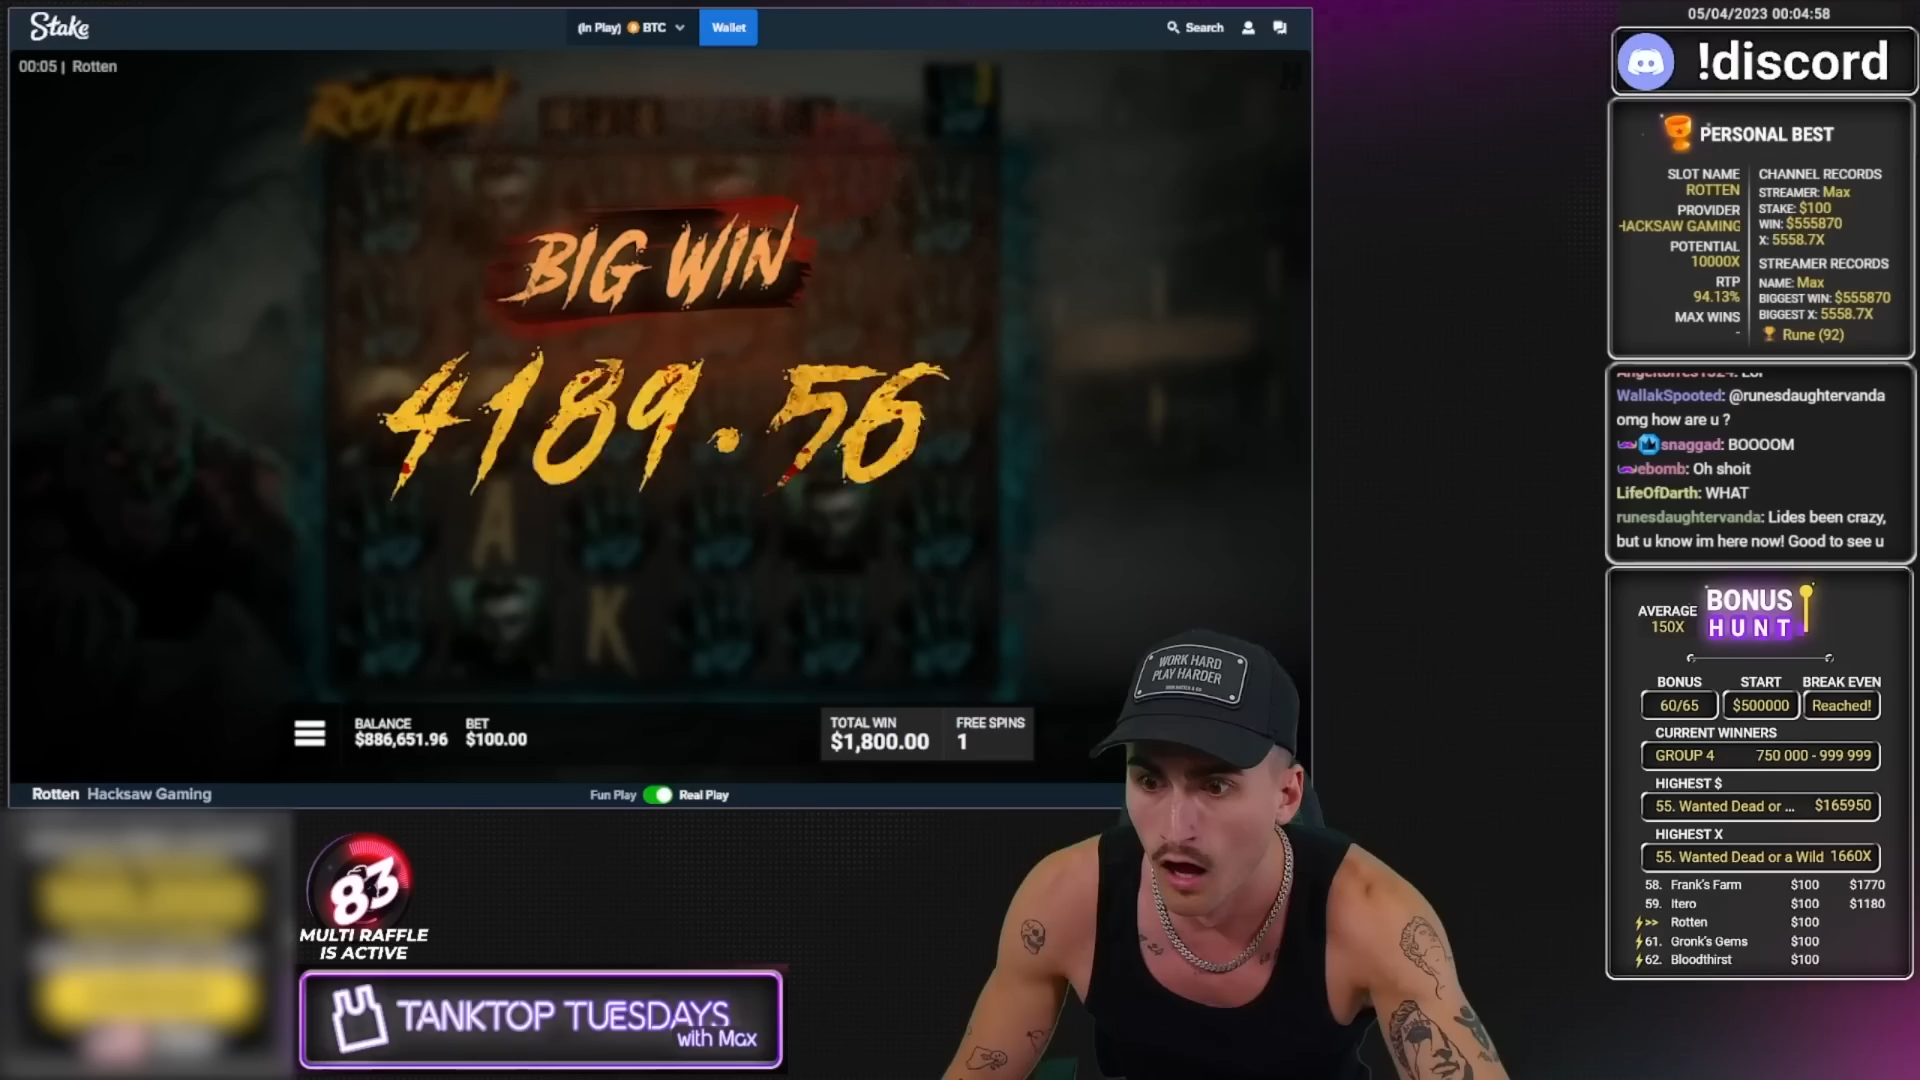 Stake
(In Play) BTC
Wallet
Search
00:05 | Rotten
ROTTEN
BIG WIN
4189.56
A
K
BALANCE
$886,651.96
BET
$100.00
TOTAL WIN
$1,800.00
FREE SPINS
1
Rotten Hacksaw Gaming
Fun Play
Real Play
83
MULTI RAFFLE
IS ACTIVE
TANKTOP TUESDAYS
with Max
WORK HARD
PLAY HARDER
05/04/2023 00:04:58
!discord
PERSONAL BEST
SLOT NAME
ROTTEN
PROVIDER
HACKSAW GAMING
POTENTIAL
10000X
RTP
94.13%
MAX WINS
-
CHANNEL RECORDS
STREAMER: Max
STAKE: $100
WIN: $555870
X: 5558.7X
STREAMER RECORDS
NAME: Max
BIGGEST WIN: $555870
BIGGEST X: 5558.7X
Rune (92)
WallakSpooted: @runesdaughtervanda
omg how are u ?
snaggad: BOOOOM
ebomb: Oh shoit
LifeOfDarth: WHAT
runesdaughtervanda: Lides been crazy,
but u know im here now! Good to see u
AVERAGE
150X
BONUS
HUNT
BONUS START BREAK EVEN
60/65 $500000 Reached!
CURRENT WINNERS
GROUP 4 750 000 - 999 999
HIGHEST $
55. Wanted Dead or ... $165950
HIGHEST X
55. Wanted Dead or a Wild 1660X
58. Frank's Farm $100 $1770
59. Itero $100 $1180
>> Rotten $100
61. Gronk's Gems $100
62. Bloodthirst $100